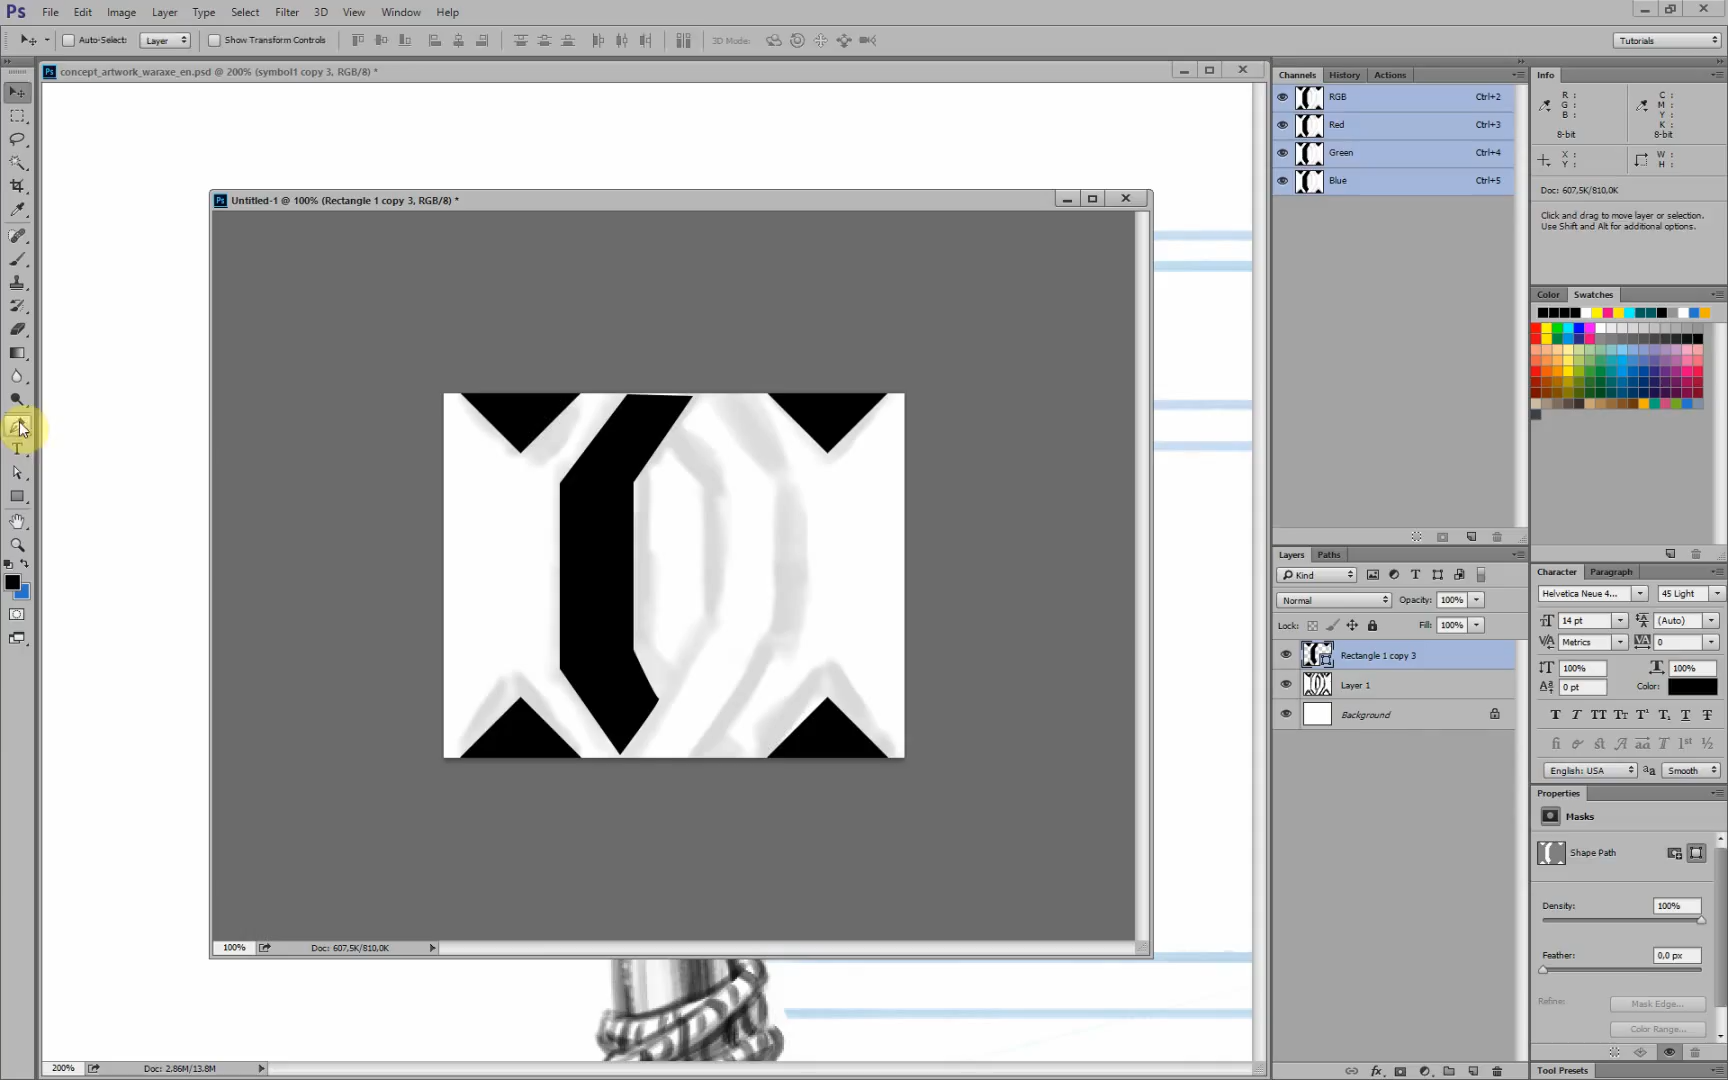 Ps File Edit Image Layer Type Select Filter 3D View Window Help
Auto-Select: Layer Show Transform Controls 3D Mode: Tutorials
concept_artwork_waraxe_en.psd @ 200% (symbol1 copy 3, RGB/8) *
Untitled-1 @ 100% (Rectangle 1 copy 3, RGB/8) *
100% Doc: 607,5K/810,0K
200% Doc: 2,86M/13,8M
Channels History Actions
RGB Ctrl+2
Red Ctrl+3
Green Ctrl+4
Blue Ctrl+5
Layers Paths
Kind
Normal Opacity: 100%
Lock: Fill: 100%
Rectangle 1 copy 3
Layer 1
Background
Info
R : C :
G : M :
B : Y :
K :
8-bit 8-bit
X : W :
Y : H :
Doc: 607,5K/810,0K
Click and drag to move layer or selection.
Use Shift and Alt for additional options.
Color Swatches
Character Paragraph
Helvetica Neue 4... 45 Light
14 pt (Auto)
Metrics 0
100% 100%
0 pt Color:
English: USA aa Smooth
Properties
Masks
Shape Path
Density: 100%
Feather: 0,0 px
Refine: Mask Edge...
Color Range...
Tool Presets